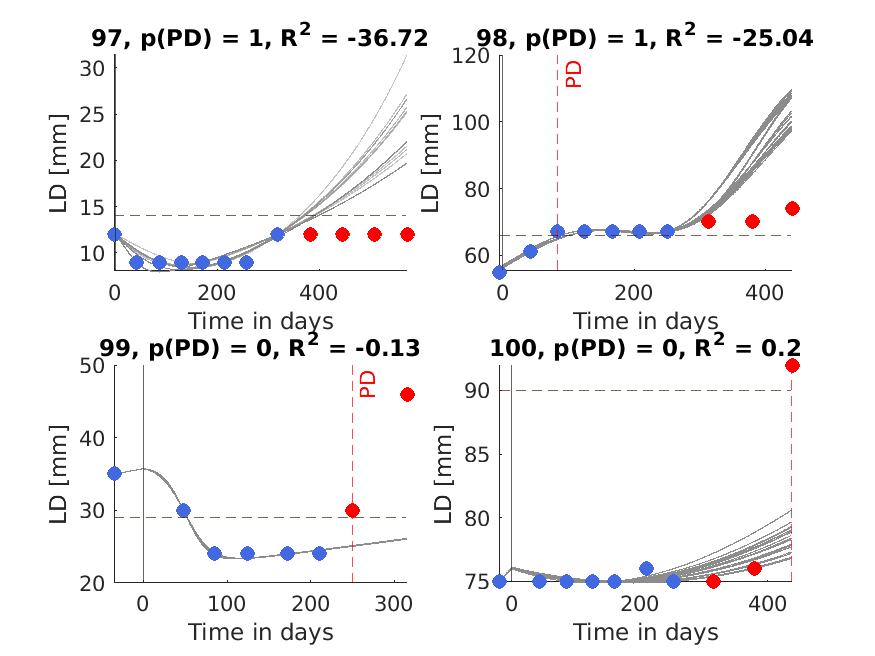 97, p(PD) = 1, R² = -36.72
30
25
20
15
10
LD [mm]
0
200
400
Time in days
98, p(PD) = 1, R² = -25.04
PD
120
100
80
60
LD [mm]
0
200
400
Time in days
99, p(PD) = 0, R² = -0.13
PD
50
40
30
20
LD [mm]
0
100
200
300
Time in days
100, p(PD) = 0, R² = 0.2
90
85
80
75
LD [mm]
0
200
400
Time in days